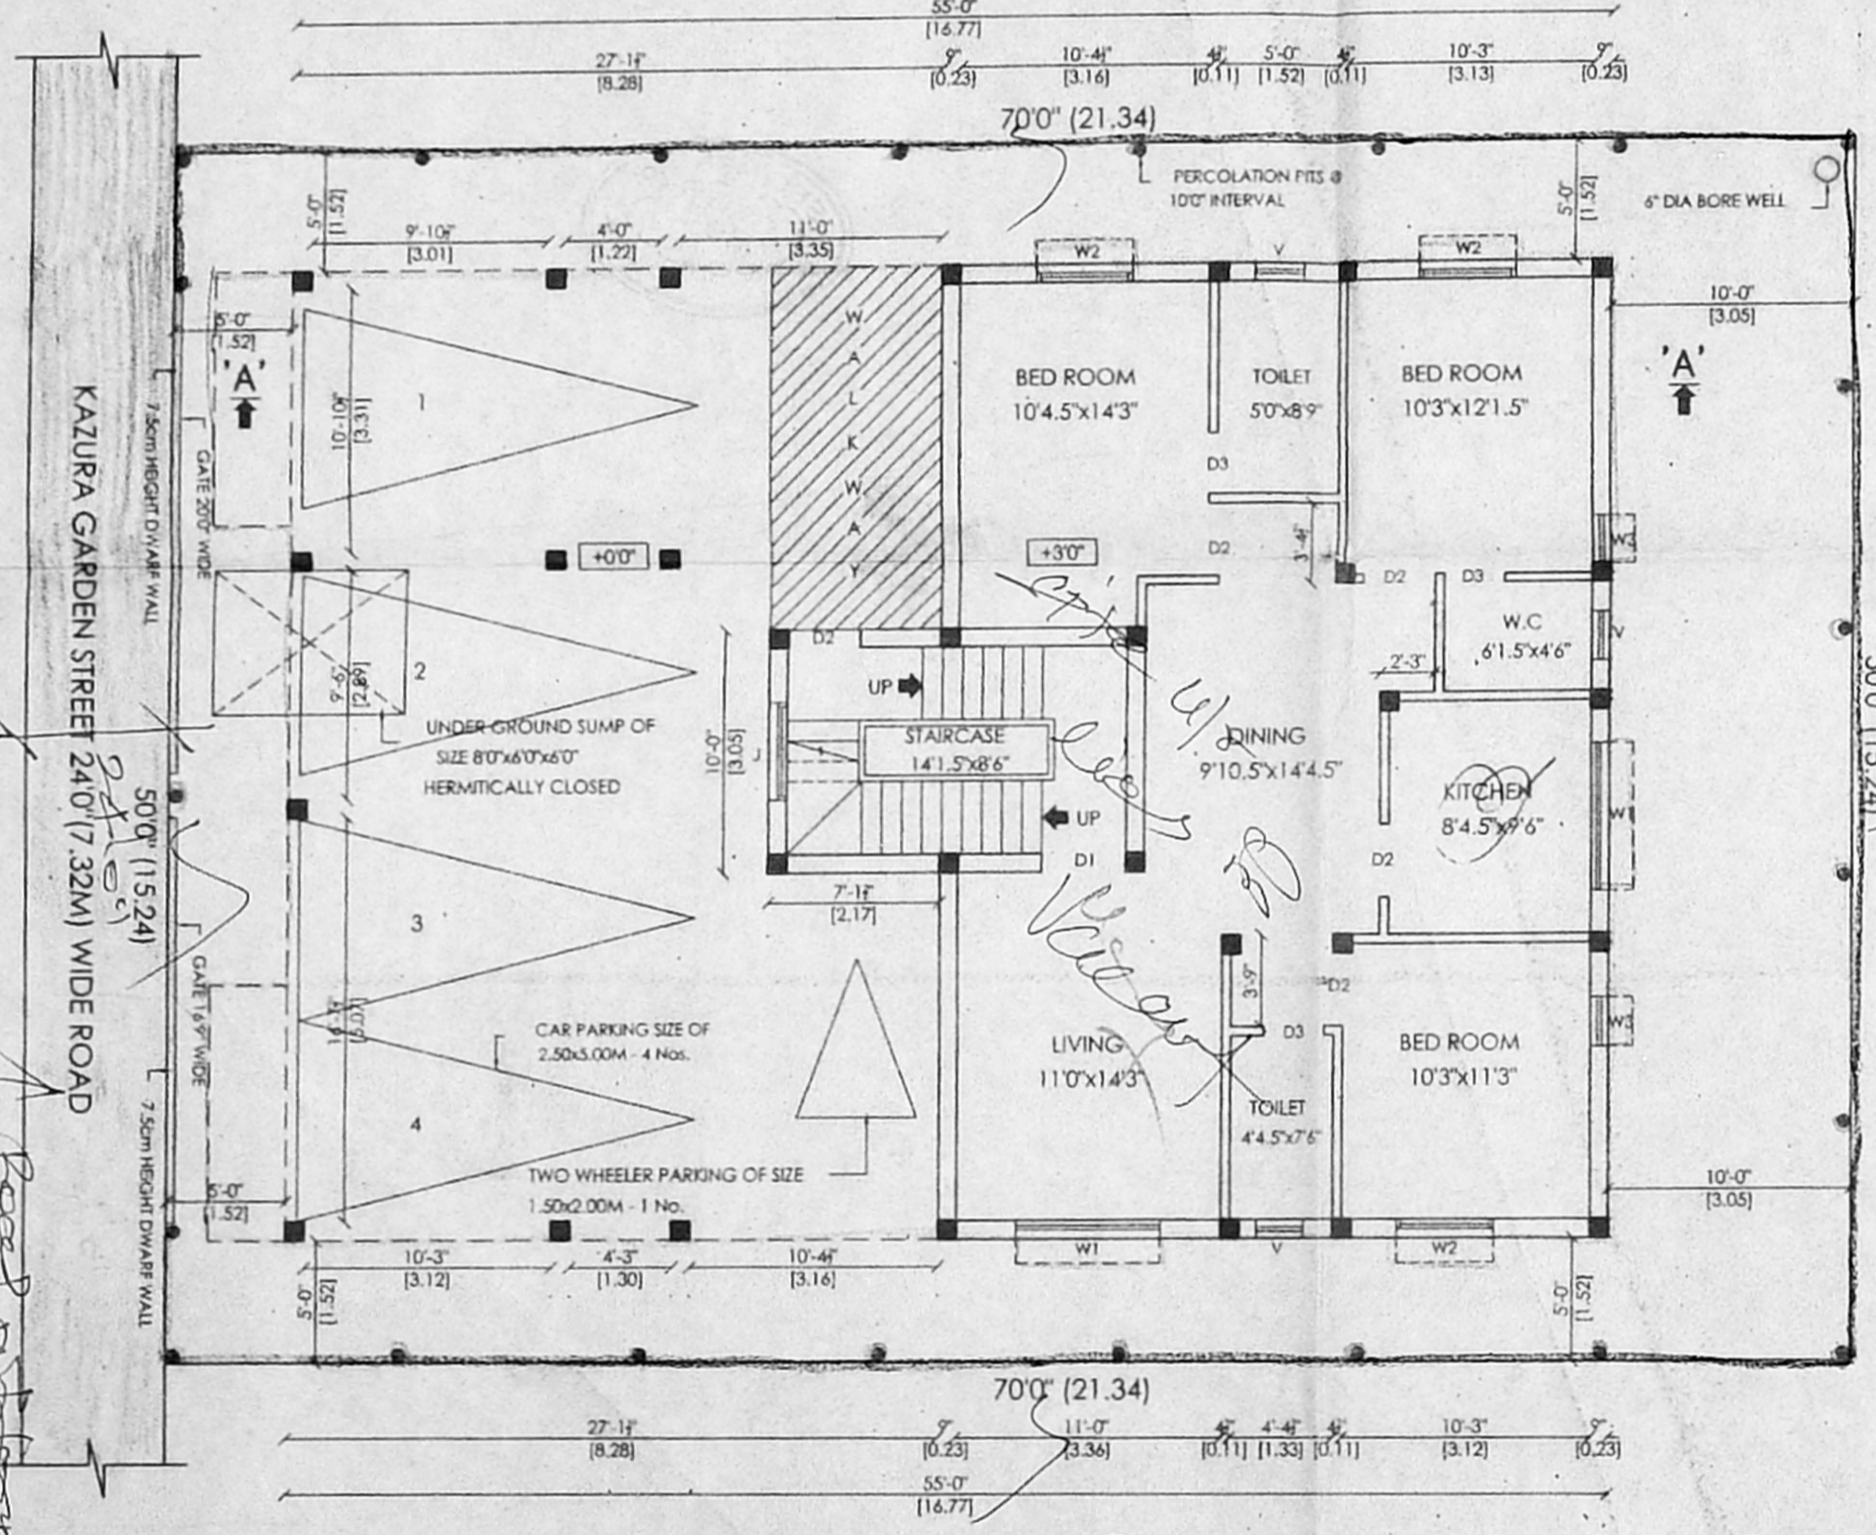 55'-0"
[16.77]
27'-1½" 9" 10'-4½" 4½" 5'-0" 4½" 10'-3" 9"
[8.28] [0.23] [3.16] [0.11] [1.52] [0.11] [3.13] [0.23]
70'0" (21.34)
PERCOLATION PITS @
10'0" INTERVAL
6" DIA BORE WELL
5'-0"
[1.52]
5'-0"
[1.52]
9'-10½" 4'-0" 11'-0"
[3.01] [1.22] [3.35]
W2 V W2
5'-0"
[1.52]
10'-0"
[3.05]
'A'
'A'
1
10'-10½"
[3.31]
WALKWAY
BED ROOM
10'4.5"x14'3"
TOILET
5'0"x8'9"
BED ROOM
10'3"x12'1.5"
D3
D2
3'-4½"
+0'0"
+3'0"
W3
D2 D3
W.C
6'1.5"x4'6"
V
2'-3"
7.5cm HEIGHT DWARF WALL
GATE 20'0" WIDE
KAZURA GARDEN STREET 24'0"(7.32M) WIDE ROAD
50'0" (15.24)
2
9'-6"
[2.89]
UNDER GROUND SUMP OF
SIZE 8'0"x6'0"x6'0"
HERMITICALLY CLOSED
D2
UP
STAIRCASE
14'1.5"x8'6"
UP
D1
10'-0"
[3.05]
J
7'-1½"
[2.17]
DINING
9'10.5"x14'4.5"
KITCHEN
8'4.5"x9'6"
D2
W1
3
GATE 16'9" WIDE
7.5cm HEIGHT DWARF WALL
CAR PARKING SIZE OF
2.50x5.00M - 4 Nos.
4
TWO WHEELER PARKING OF SIZE
1.50x2.00M - 1 No.
LIVING
11'0"x14'3"
3'-9"
D3
D2
TOILET
4'4.5"x7'6"
BED ROOM
10'3"x11'3"
W3
10'-0"
[3.05]
5'-0"
[1.52]
W1 V W2
10'-3" 4'-3" 10'-4½"
[3.12] [1.30] [3.16]
5'-0"
[1.52]
5'-0"
[1.52]
70'0" (21.34)
27'-1½" 9" 11'-0" 4½" 4'-4½" 4½" 10'-3" 9"
[8.28] [0.23] [3.36] [0.11] [1.33] [0.11] [3.12] [0.23]
55'-0"
[16.77]